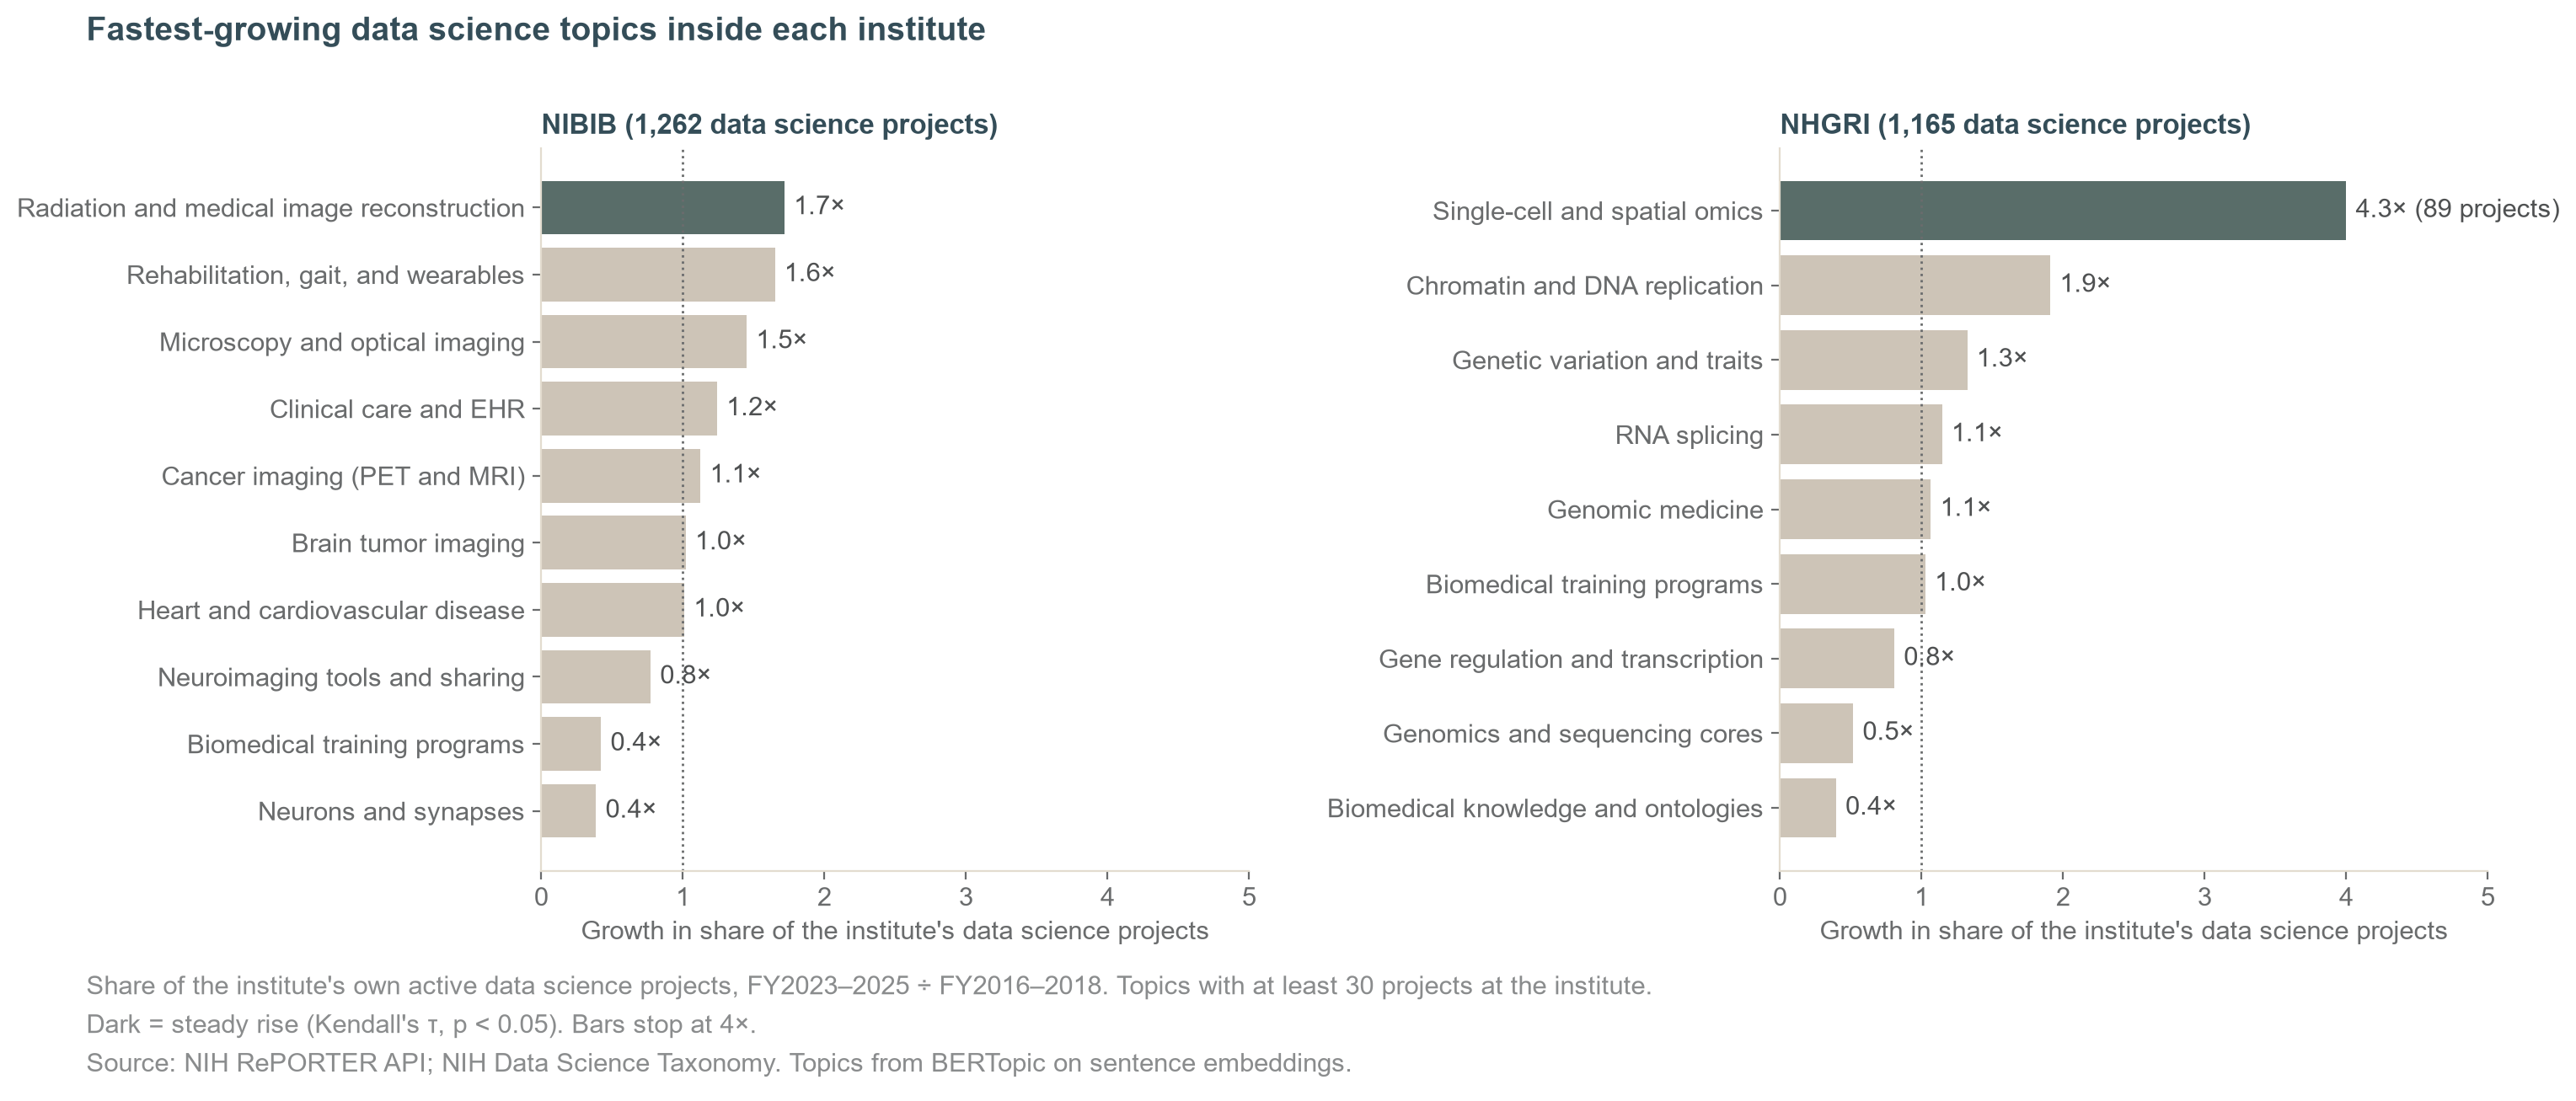 Fastest-growing data science topics inside each institute
NIBIB (1,262 data science projects)
Radiation and medical image reconstruction 1.7×
Rehabilitation, gait, and wearables 1.6×
Microscopy and optical imaging 1.5×
Clinical care and EHR 1.2×
Cancer imaging (PET and MRI) 1.1×
Brain tumor imaging 1.0×
Heart and cardiovascular disease 1.0×
Neuroimaging tools and sharing 0.8×
Biomedical training programs 0.4×
Neurons and synapses 0.4×
0 1 2 3 4 5
Growth in share of the institute's data science projects
NHGRI (1,165 data science projects)
Single-cell and spatial omics 4.3× (89 projects)
Chromatin and DNA replication 1.9×
Genetic variation and traits 1.3×
RNA splicing 1.1×
Genomic medicine 1.1×
Biomedical training programs 1.0×
Gene regulation and transcription 0.8×
Genomics and sequencing cores 0.5×
Biomedical knowledge and ontologies 0.4×
0 1 2 3 4 5
Growth in share of the institute's data science projects
Share of the institute's own active data science projects, FY2023–2025 ÷ FY2016–2018. Topics with at least 30 projects at the institute.
Dark = steady rise (Kendall's τ, p < 0.05). Bars stop at 4×.
Source: NIH RePORTER API; NIH Data Science Taxonomy. Topics from BERTopic on sentence embeddings.